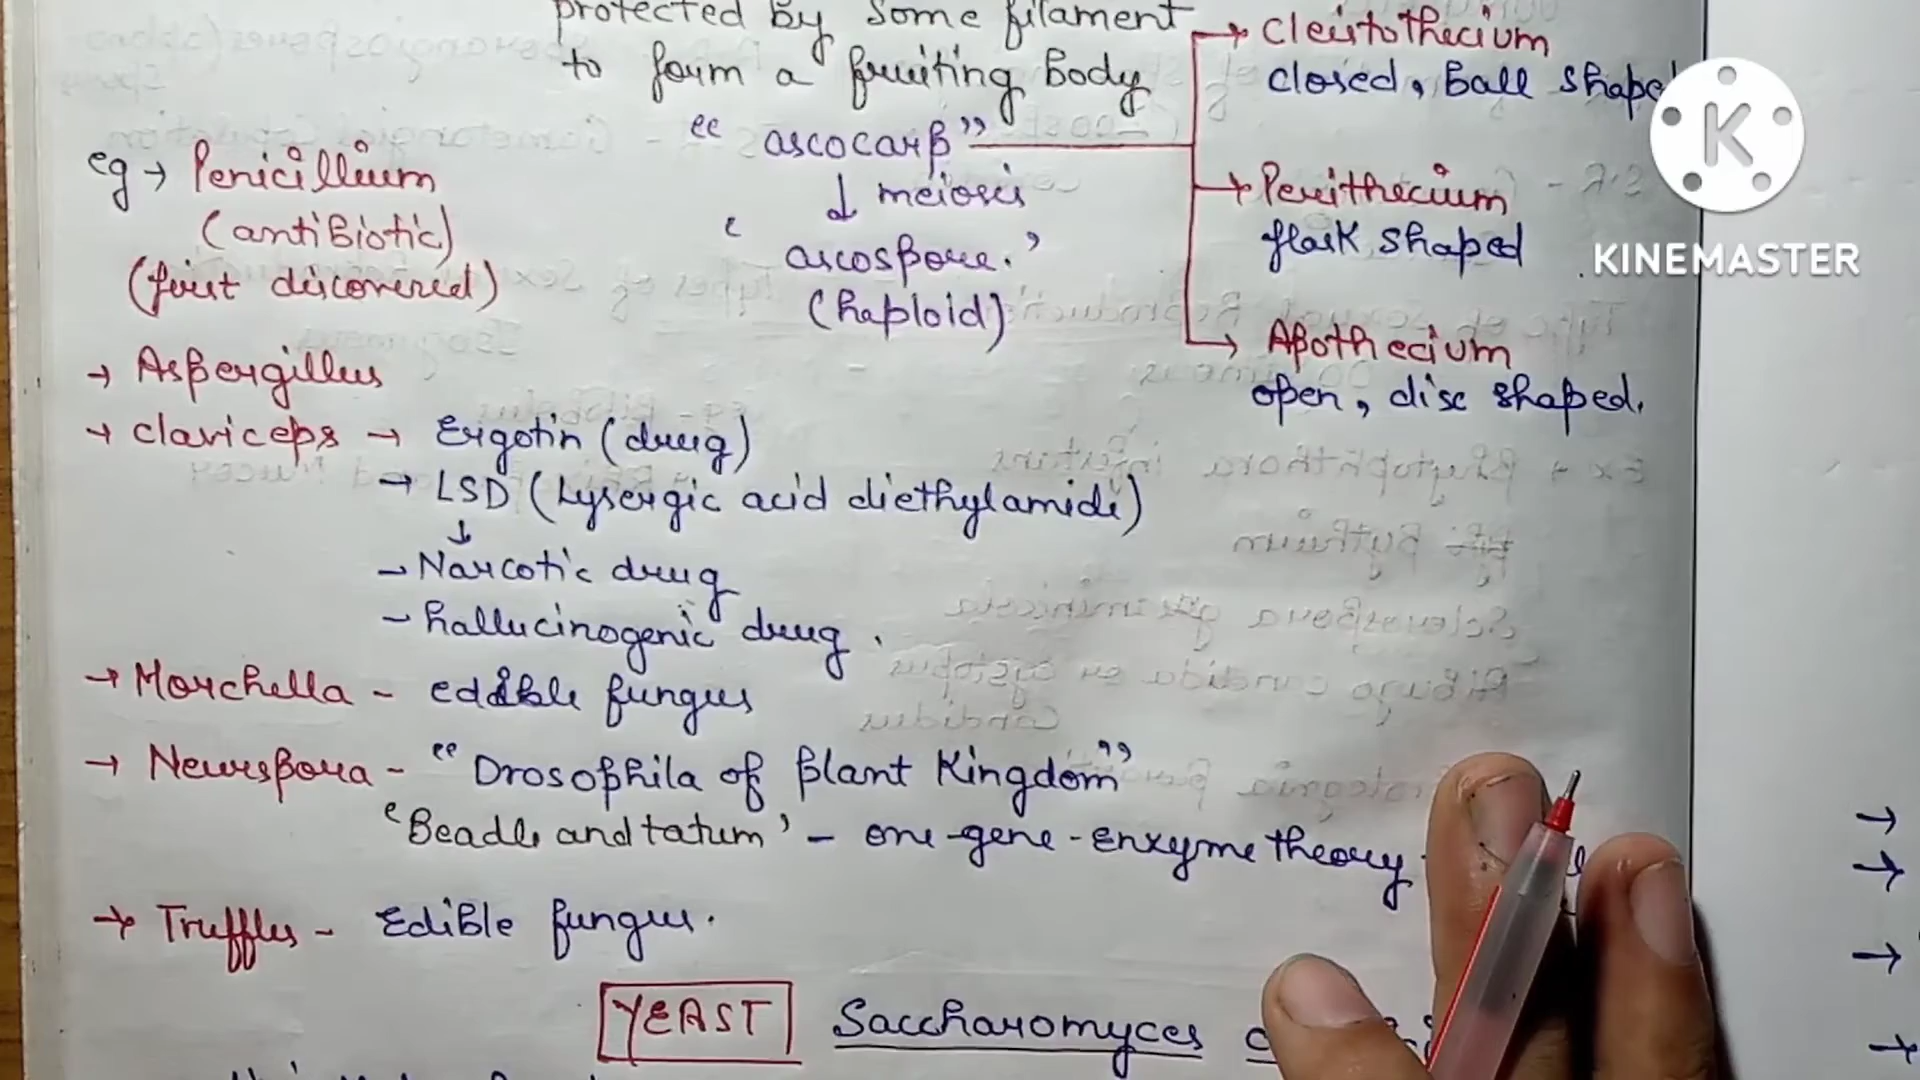 protected by some filament
to form a fruiting body
“ ascocarp”
↓ meiosis
‘ ascospore.’
(haploid)
→ Cleistothecium
closed, Ball shape
→ Perithecium
flask shaped
→ Apothecium
open, disc shaped.
eg → Penicillium
(antibiotic)
(first discovered)
→ Aspergillus
→ claviceps → Ergotin (drug)
→ LSD (Lysergic acid diethylamide)
↓
- Narcotic drug
- hallucinogenic drug.
→ Morchella - edible fungus
→ Neurspora - “Drosophila of plant Kingdom”
‘Beadle and tatum’ - one-gene-enzyme theory
→ Truffles - Edible fungus.
YEAST Saccharomyces
K
KINEMASTER